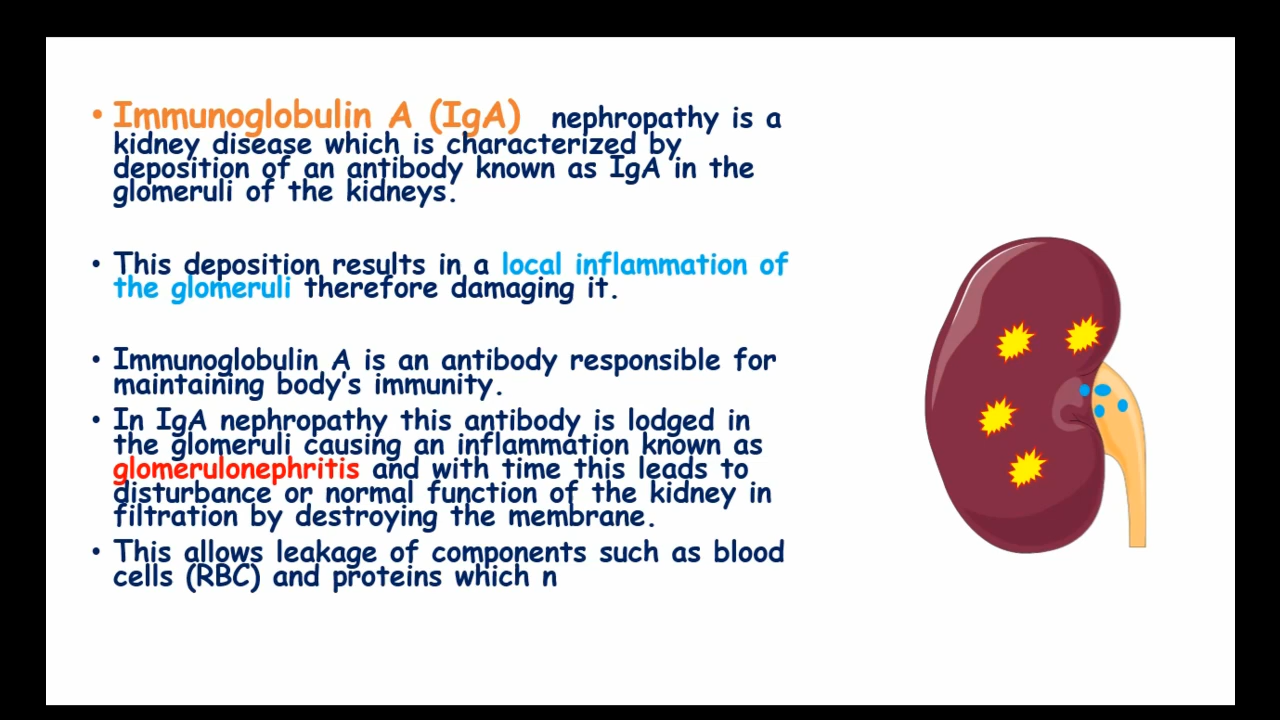 • Immunoglobulin A (IgA) nephropathy is a
kidney disease which is characterized by
deposition of an antibody known as IgA in the
glomeruli of the kidneys.
• This deposition results in a local inflammation of
the glomeruli therefore damaging it.
• Immunoglobulin A is an antibody responsible for
maintaining body's immunity.
• In IgA nephropathy this antibody is lodged in
the glomeruli causing an inflammation known as
glomerulonephritis and with time this leads to
disturbance or normal function of the kidney in
filtration by destroying the membrane.
• This allows leakage of components such as blood
cells (RBC) and proteins which n